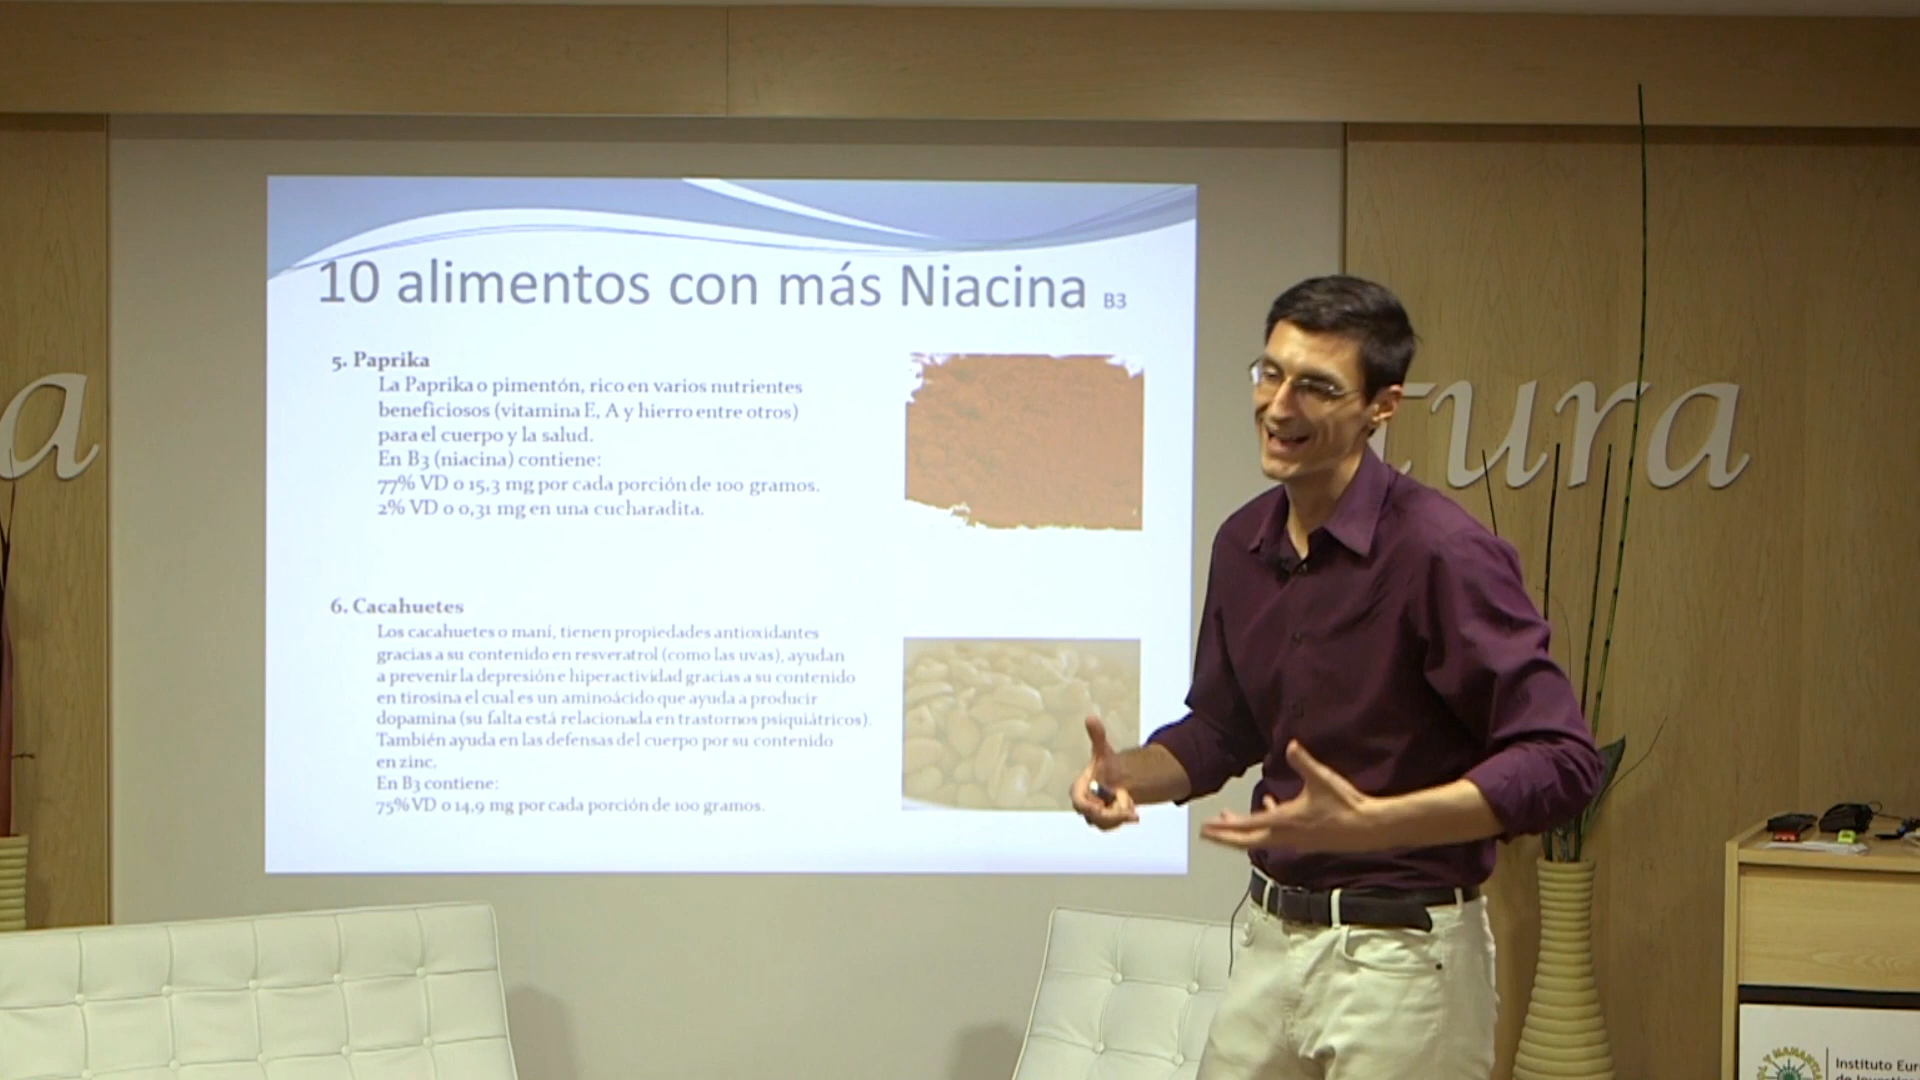 10 alimentos con más Niacina B3
5. Paprika
La Paprika o pimentón, rico en varios nutrientes
beneficiosos (vitamina E, A y hierro entre otros)
para el cuerpo y la salud.
En B3 (niacina) contiene:
77% VD o 15,3 mg por cada porción de 100 gramos.
2% VD o 0,31 mg en una cucharadita.
6. Cacahuetes
Los cacahuetes o maní, tienen propiedades antioxidantes
gracias a su contenido en resveratrol (como las uvas), ayudan
a prevenir la depresión e hiperactividad gracias a su contenido
en tirosina el cual es un aminoácido que ayuda a producir
dopamina (su falta está relacionada en trastornos psiquiátricos).
También ayuda en las defensas del cuerpo por su contenido
en zinc.
En B3 contiene:
75% VD o 14,9 mg por cada porción de 100 gramos.
a
tura
Instituto Eur